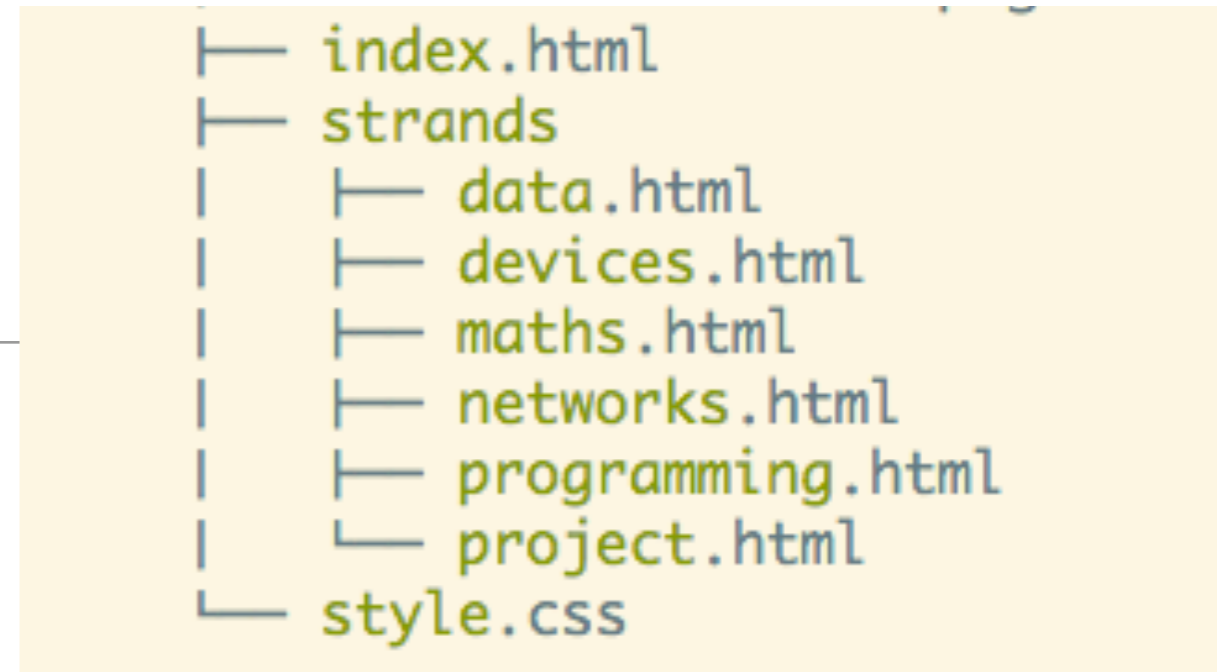 ├── index.html
├── strands
│   ├── data.html
│   ├── devices.html
│   ├── maths.html
│   ├── networks.html
│   ├── programming.html
│   └── project.html
└── style.css